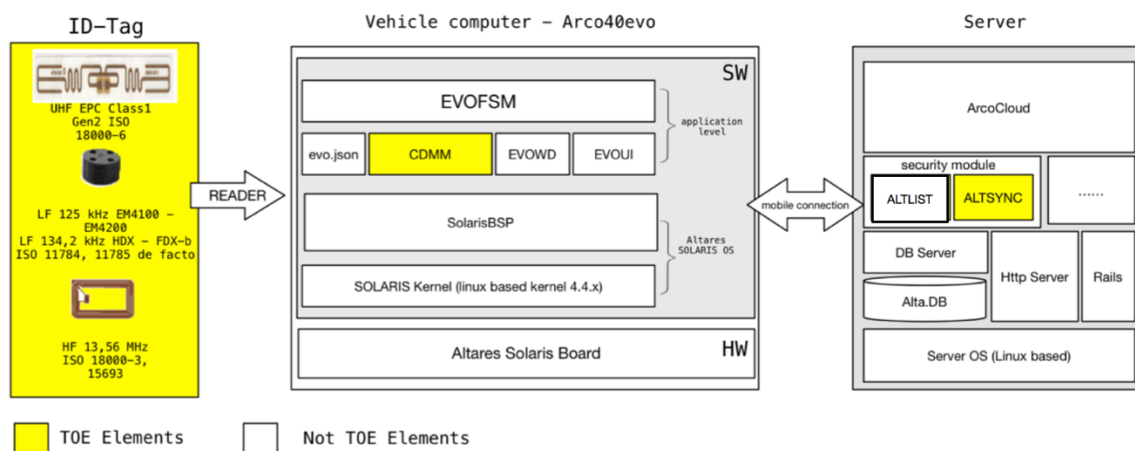 ID-Tag
UHF EPC Class1
Gen2 ISO
18000-6
LF 125 kHz EM4100 -
EM4200
LF 134,2 kHz HDX - FDX-b
ISO 11784, 11785 de facto
HF 13,56 MHz
ISO 18000-3,
15693
READER
Vehicle computer - Arco40evo
SW
EVOFSM
evo.json
CDMM
EVOWD
EVOUI
application
level
SolarisBSP
Altares
SOLARIS OS
SOLARIS Kernel (linux based kernel 4.4.x)
Altares Solaris Board
HW
mobile connection
Server
ArcoCloud
security module
ALTLIST
ALTSYNC
......
DB Server
Alta.DB
Http Server
Rails
Server OS (Linux based)
TOE Elements
Not TOE Elements